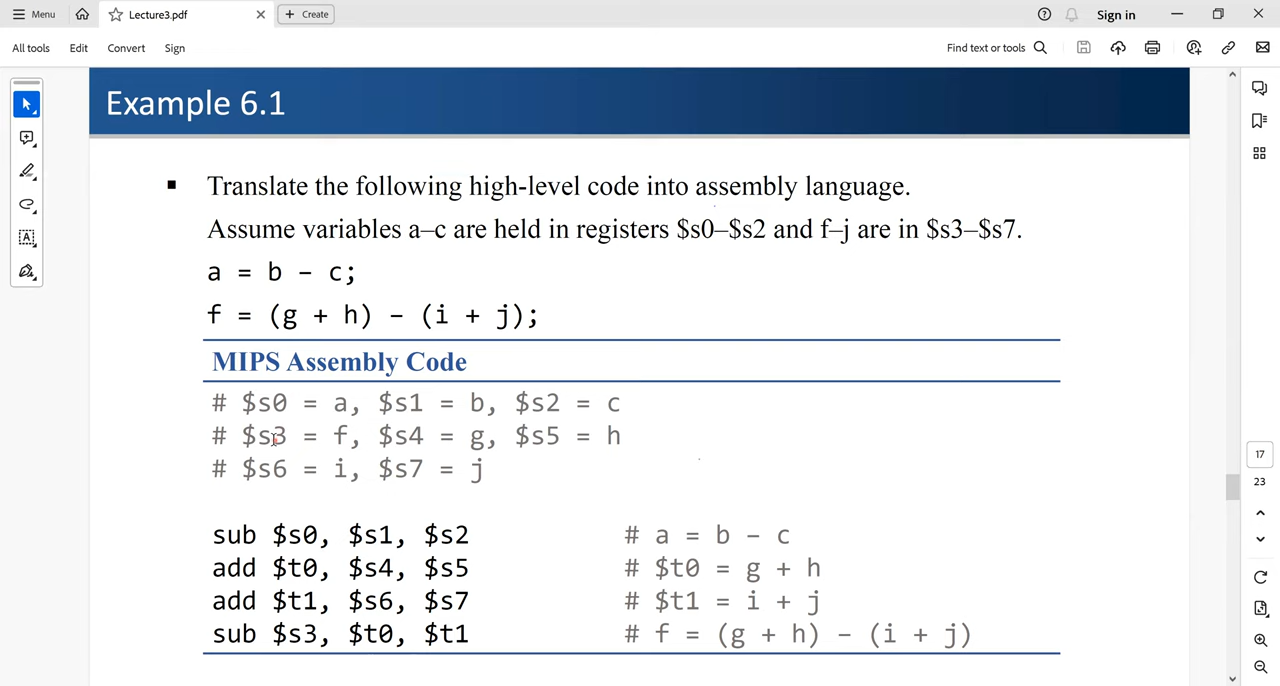 Menu
Lecture3.pdf
Create
Sign in
All tools Edit Convert Sign
Find text or tools
Example 6.1
▪ Translate the following high-level code into assembly language.
Assume variables a–c are held in registers $s0–$s2 and f–j are in $s3–$s7.
a = b – c;
f = (g + h) – (i + j);
MIPS Assembly Code
# $s0 = a, $s1 = b, $s2 = c
# $s3 = f, $s4 = g, $s5 = h
# $s6 = i, $s7 = j
sub $s0, $s1, $s2 # a = b – c
add $t0, $s4, $s5 # $t0 = g + h
add $t1, $s6, $s7 # $t1 = i + j
sub $s3, $t0, $t1 # f = (g + h) – (i + j)
17
23